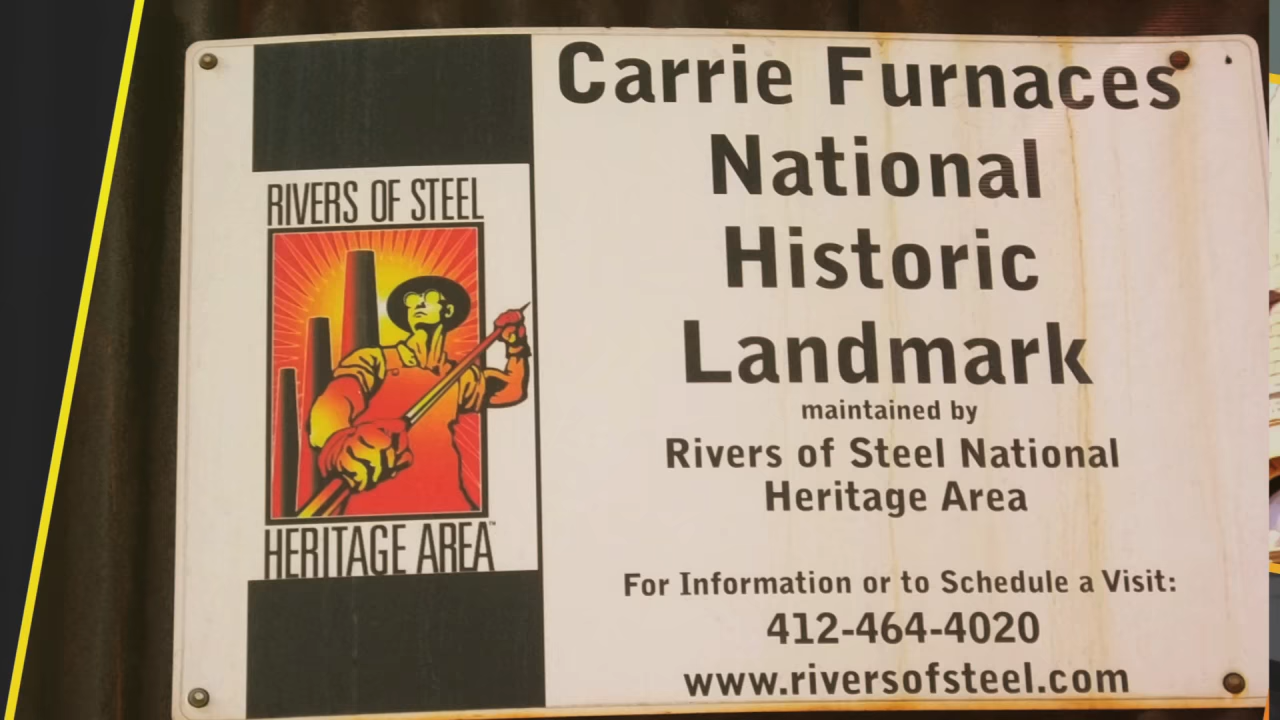 RIVERS OF STEEL
HERITAGE AREA™
Carrie Furnaces
National
Historic
Landmark
maintained by
Rivers of Steel National
Heritage Area
For Information or to Schedule a Visit:
412-464-4020
www.riversofsteel.com